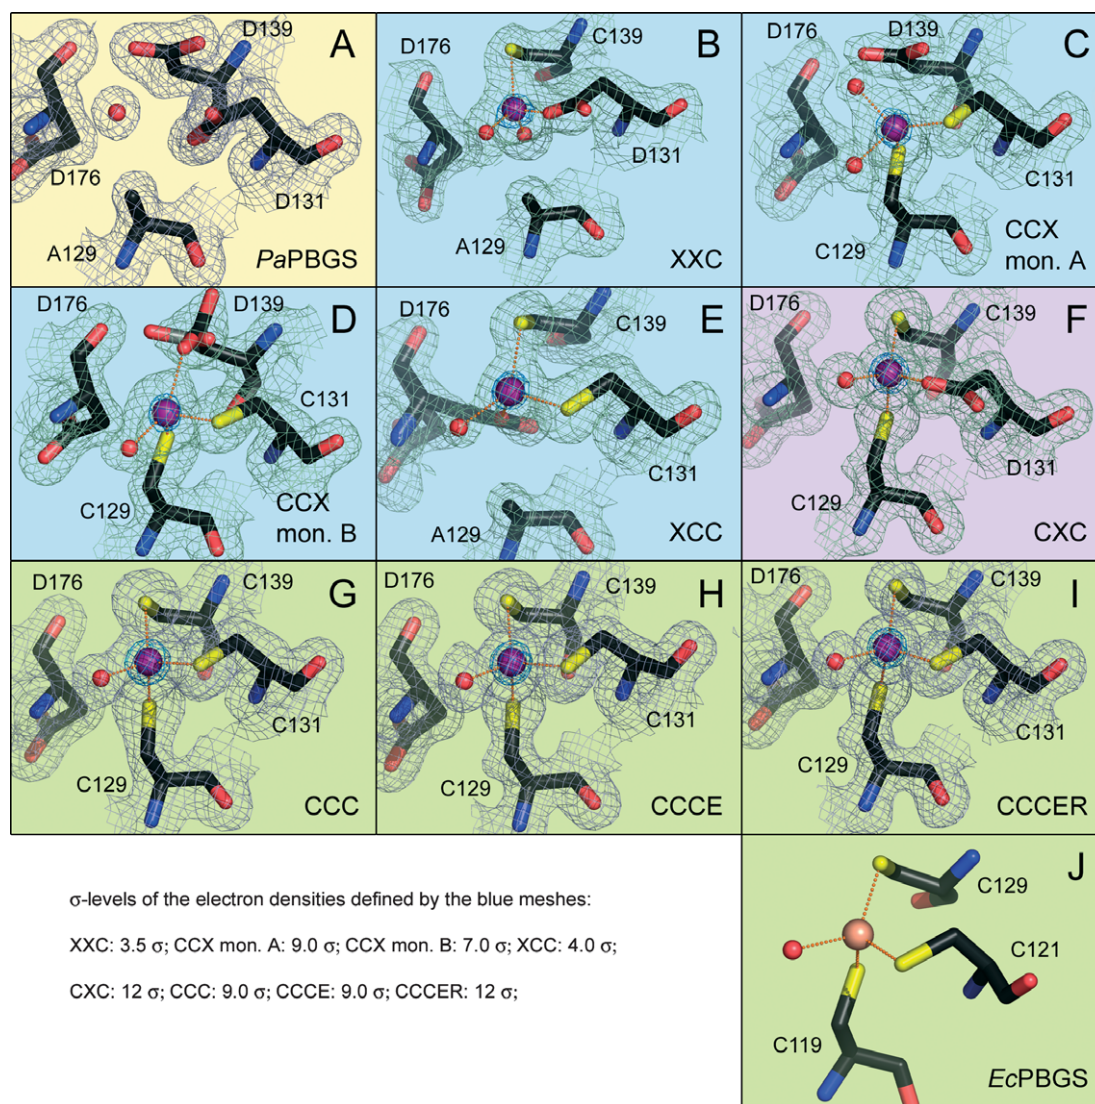 A
D139
D176
D131
A129
PaPBGS
B
D176
C139
D131
A129
XXC
C
D176
D139
C131
C129
CCX
mon. A
D
D176
D139
C131
C129
CCX
mon. B
E
D176
C139
C131
A129
XCC
F
D176
C139
D131
C129
CXC
G
D176
C139
C131
C129
CCC
H
D176
C139
C131
C129
CCCE
I
D176
C139
C131
C129
CCCER
σ-levels of the electron densities defined by the blue meshes:
XXC: 3.5 σ; CCX mon. A: 9.0 σ; CCX mon. B: 7.0 σ; XCC: 4.0 σ;
CXC: 12 σ; CCC: 9.0 σ; CCCE: 9.0 σ; CCCER: 12 σ;
J
C129
C121
C119
EcPBGS